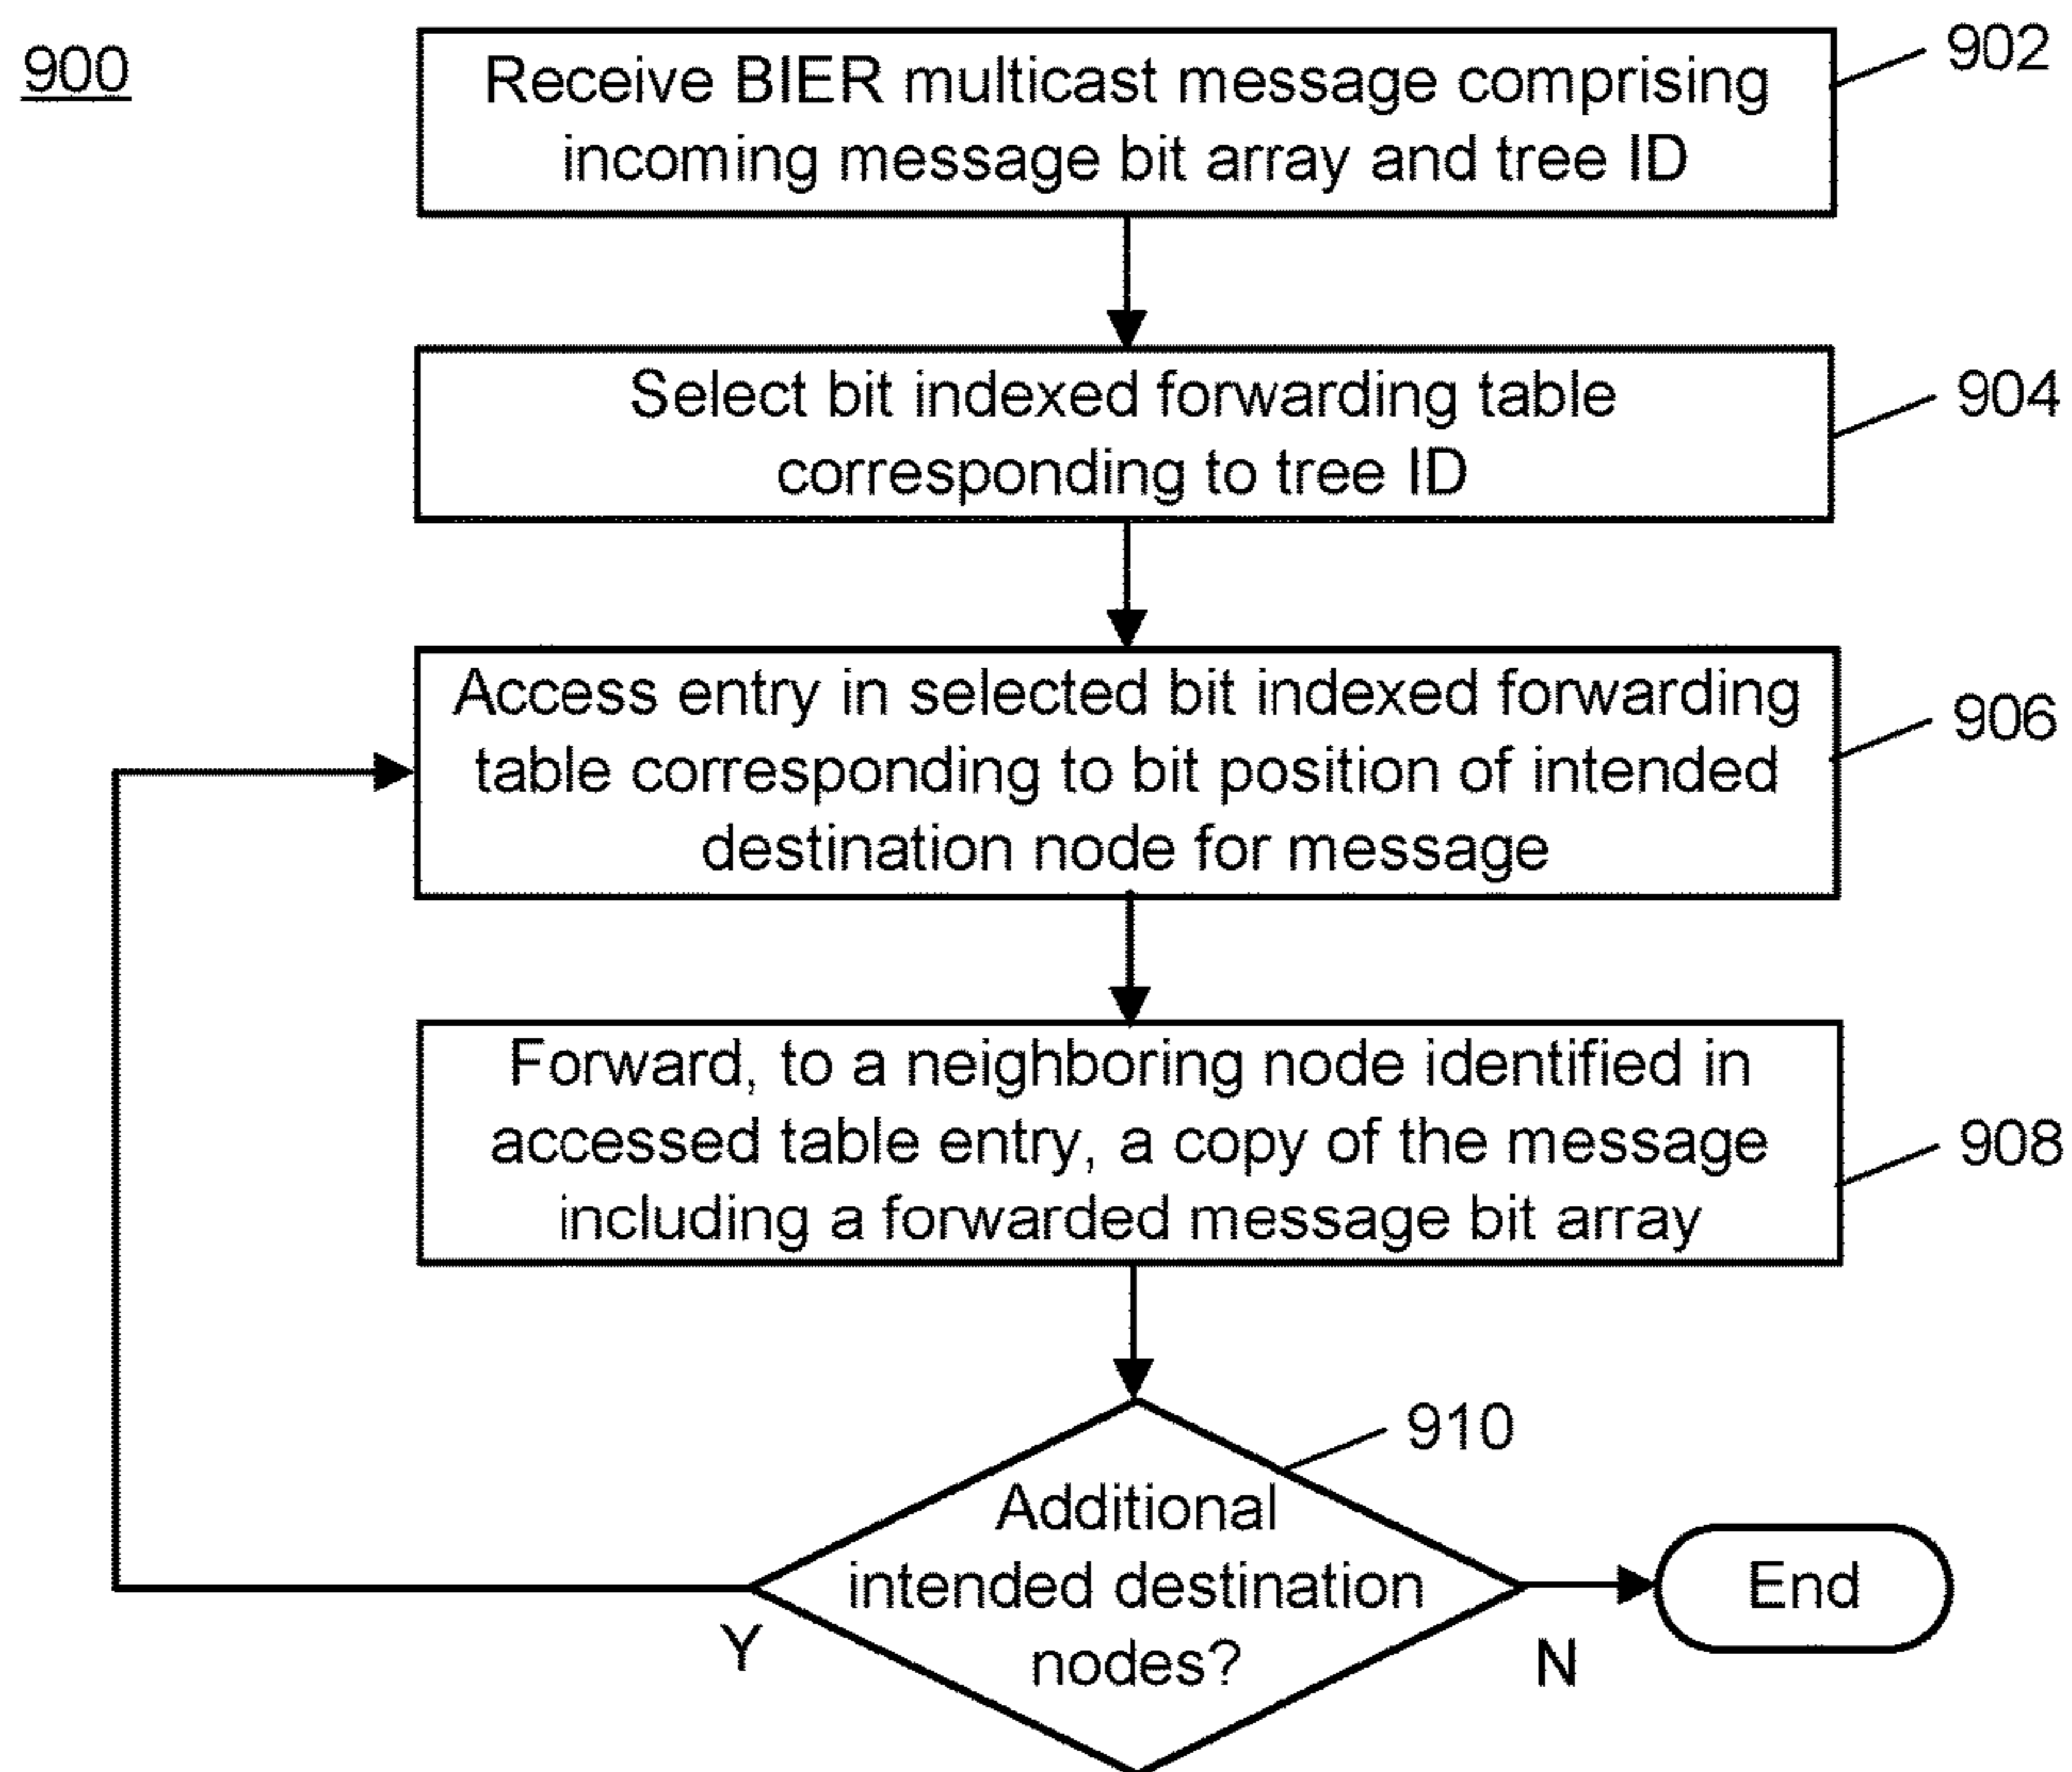 900
Receive BIER multicast message comprising
incoming message bit array and tree ID
902
Select bit indexed forwarding table
corresponding to tree ID
904
Access entry in selected bit indexed forwarding
table corresponding to bit position of intended
destination node for message
906
Forward, to a neighboring node identified in
accessed table entry, a copy of the message
including a forwarded message bit array
908
910
Additional
intended destination
nodes?
Y
N
End